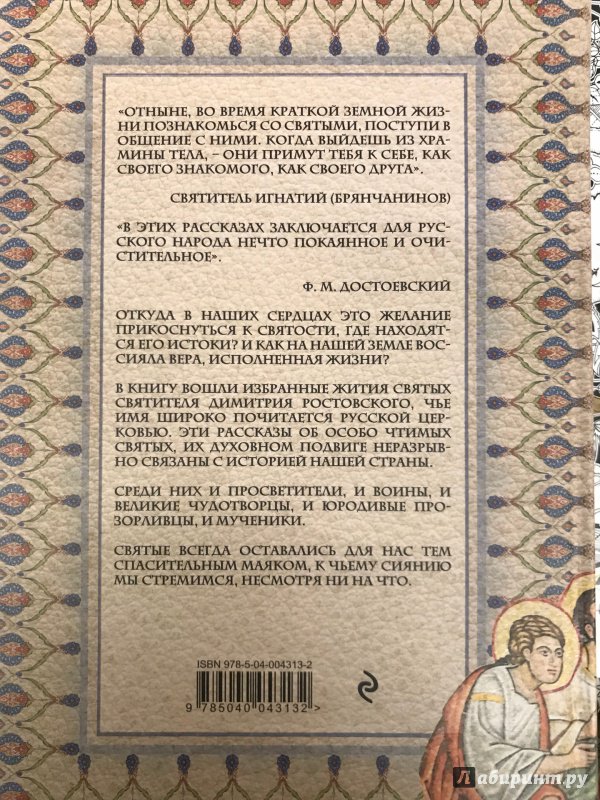 «ОТНЫНЕ, ВО ВРЕМЯ КРАТКОЙ ЗЕМНОЙ ЖИЗ-
НИ ПОЗНАКОМЬСЯ СО СВЯТЫМИ, ПОСТУПИ В
ОБЩЕНИЕ С НИМИ. КОГДА ВЫЙДЕШЬ ИЗ ХРА-
МИНЫ ТЕЛА, – ОНИ ПРИМУТ ТЕБЯ К СЕБЕ, КАК
СВОЕГО ЗНАКОМОГО, КАК СВОЕГО ДРУГА».
СВЯТИТЕЛЬ ИГНАТИЙ (БРЯНЧАНИНОВ)
«В ЭТИХ РАССКАЗАХ ЗАКЛЮЧАЕТСЯ ДЛЯ РУС-
СКОГО НАРОДА НЕЧТО ПОКАЯННОЕ И ОЧИ-
СТИТЕЛЬНОЕ».
Ф. М. ДОСТОЕВСКИЙ
ОТКУДА В НАШИХ СЕРДЦАХ ЭТО ЖЕЛАНИЕ
ПРИКОСНУТЬСЯ К СВЯТОСТИ, ГДЕ НАХОДЯТ-
СЯ ЕГО ИСТОКИ? И КАК НА НАШЕЙ ЗЕМЛЕ ВОС-
СИЯЛА ВЕРА, ИСПОЛНЕННАЯ ЖИЗНИ?
В КНИГУ ВОШЛИ ИЗБРАННЫЕ ЖИТИЯ СВЯТЫХ
СВЯТИТЕЛЯ ДИМИТРИЯ РОСТОВСКОГО, ЧЬЕ
ИМЯ ШИРОКО ПОЧИТАЕТСЯ РУССКОЙ ЦЕР-
КОВЬЮ. ЭТИ РАССКАЗЫ ОБ ОСОБО ЧТИМЫХ
СВЯТЫХ, ИХ ДУХОВНОМ ПОДВИГЕ НЕРАЗРЫВ-
НО СВЯЗАНЫ С ИСТОРИЕЙ НАШЕЙ СТРАНЫ.
СРЕДИ НИХ И ПРОСВЕТИТЕЛИ, И ВОИНЫ, И
ВЕЛИКИЕ ЧУДОТВОРЦЫ, И ЮРОДИВЫЕ ПРО-
ЗОРЛИВЦЫ, И МУЧЕНИКИ.
СВЯТЫЕ ВСЕГДА ОСТАВАЛИСЬ ДЛЯ НАС ТЕМ
СПАСИТЕЛЬНЫМ МАЯКОМ, К ЧЬЕМУ СИЯНИЮ
МЫ СТРЕМИМСЯ, НЕСМОТРЯ НИ НА ЧТО.
ISBN 978-5-04-004313-2
9 785040 043132 >
Лабиринт.ру